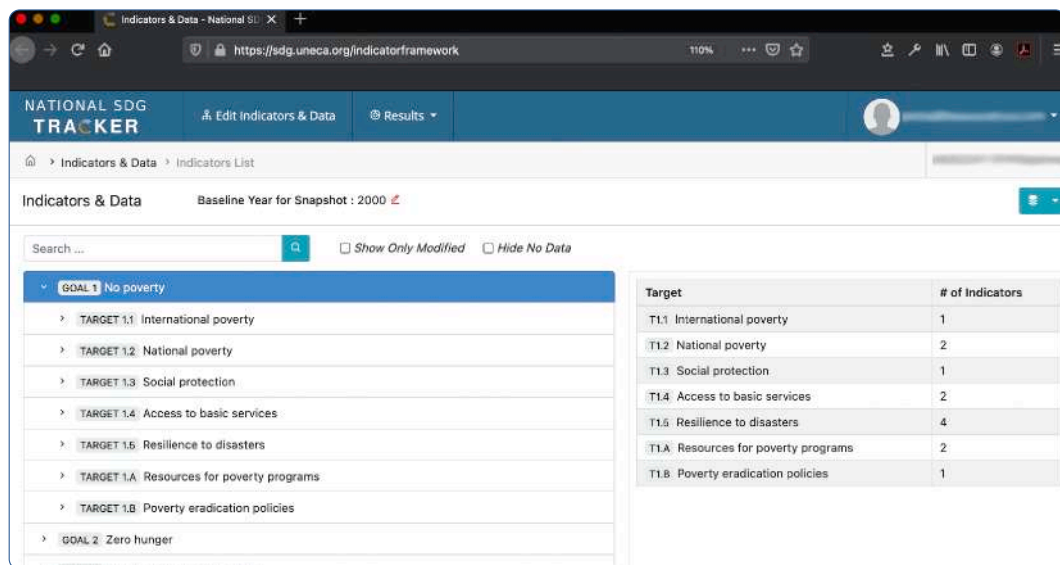 Indicators & Data - National S
https://sdg.uneca.org/indicatorframework
110%
NATIONAL SDG
TRACKER
Edit Indicators & Data
Results
Indicators & Data > Indicators List
Indicators & Data
Baseline Year for Snapshot : 2000
Search ...
Show Only Modified
Hide No Data
GOAL 1 No poverty
TARGET 1.1 International poverty
TARGET 1.2 National poverty
TARGET 1.3 Social protection
TARGET 1.4 Access to basic services
TARGET 1.5 Resilience to disasters
TARGET 1.A Resources for poverty programs
TARGET 1.B Poverty eradication policies
GOAL 2 Zero hunger
Target # of Indicators
T1.1 International poverty 1
T1.2 National poverty 2
T1.3 Social protection 1
T1.4 Access to basic services 2
T1.5 Resilience to disasters 4
T1.A Resources for poverty programs 2
T1.B Poverty eradication policies 1